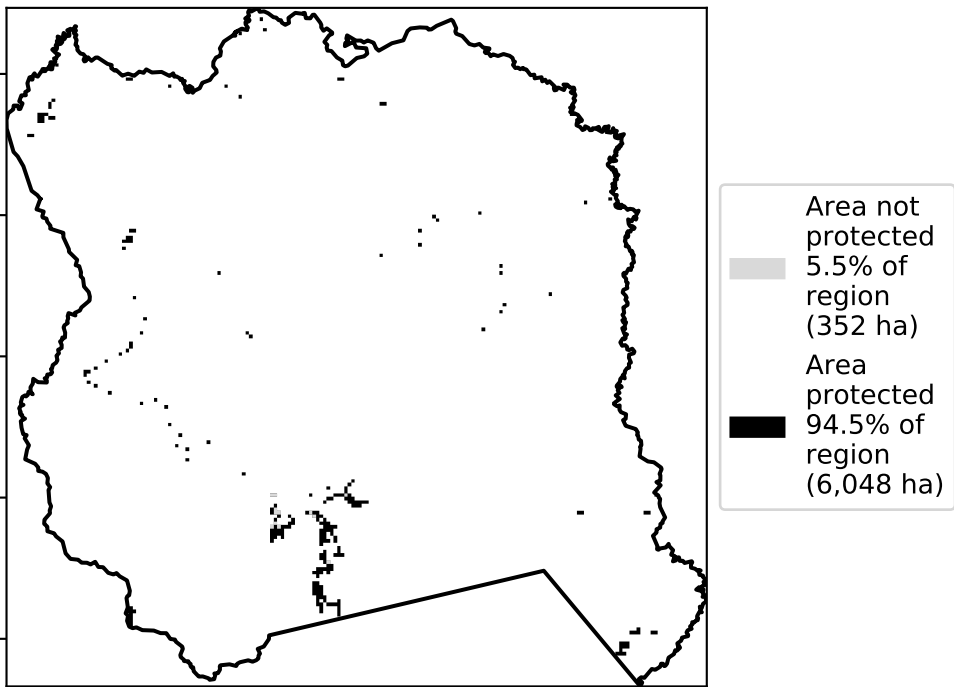 Area not
protected
5.5% of
region
(352 ha)
Area
protected
94.5% of
region
(6,048 ha)